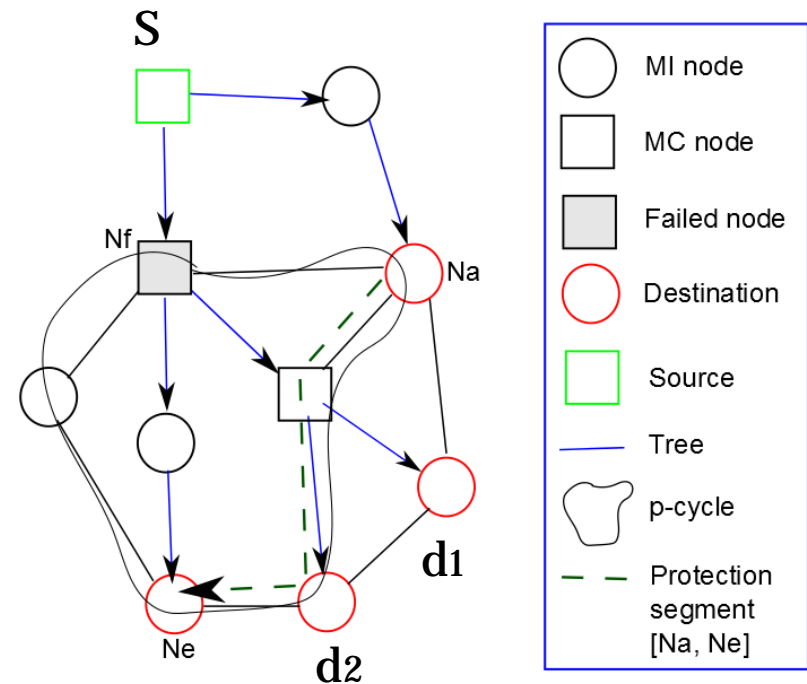 S
Nf
Na
d1
Ne
d2
MI node
MC node
Failed node
Destination
Source
Tree
p-cycle
Protection
segment
[Na, Ne]